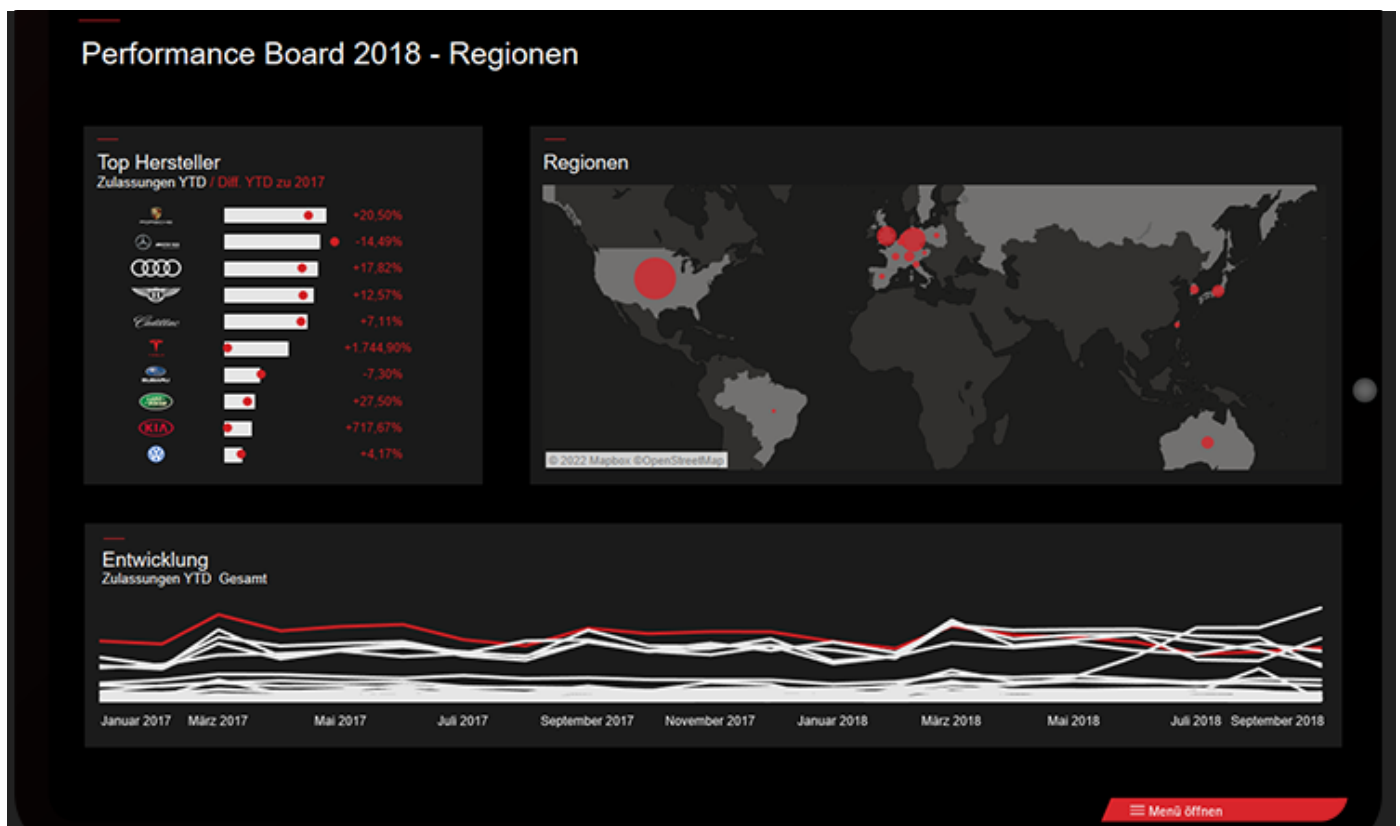 Performance Board 2018 - Regionen
Top Hersteller
Zulassungen YTD / Diff. YTD zu 2017
+20,50%
-14,49%
+17,82%
+12,57%
Cadillac +7,11%
+1.744,90%
SUBARU -7,30%
+27,50%
KIA +717,67%
+4,17%
Regionen
© 2022 Mapbox ©OpenStreetMap
Entwicklung
Zulassungen YTD Gesamt
Januar 2017 März 2017 Mai 2017 Juli 2017 September 2017 November 2017 Januar 2018 März 2018 Mai 2018 Juli 2018 September 2018
Menü öffnen